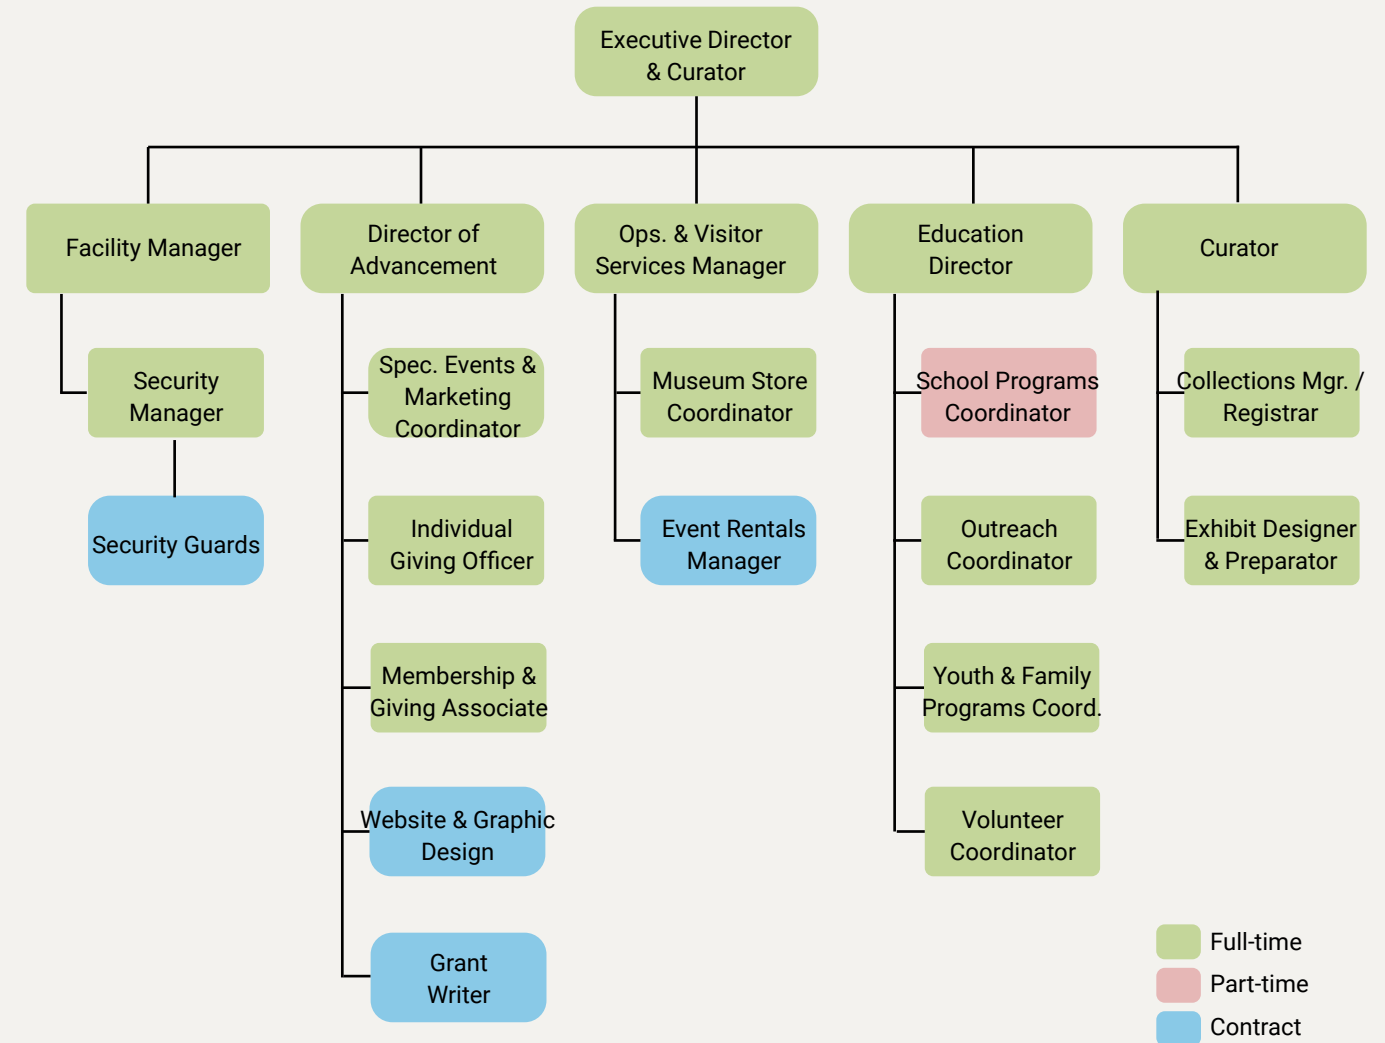 Executive Director
& Curator
Facility Manager
Director of
Advancement
Ops. & Visitor
Services Manager
Education
Director
Curator
Security
Manager
Spec. Events &
Marketing
Coordinator
Museum Store
Coordinator
School Programs
Coordinator
Collections Mgr. /
Registrar
Security Guards
Individual
Giving Officer
Event Rentals
Manager
Outreach
Coordinator
Exhibit Designer
& Preparator
Membership &
Giving Associate
Youth & Family
Programs Coord.
Website & Graphic
Design
Volunteer
Coordinator
Grant
Writer
Full-time
Part-time
Contract